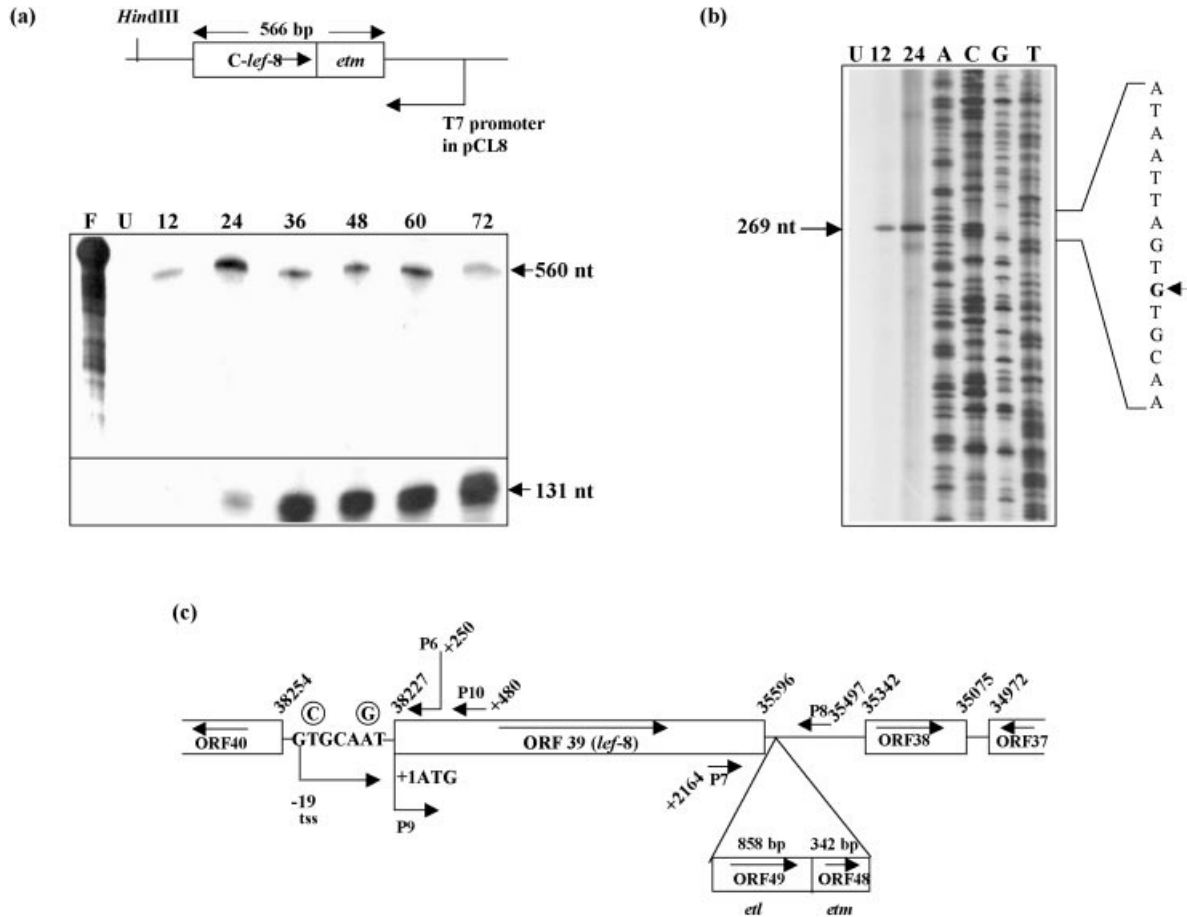 (a)
HindIII
566 bp
C-lef-8
etm
T7 promoter
in pCL8
F U 12 24 36 48 60 72
560 nt
131 nt
(b)
U 12 24 A C G T
269 nt
A
T
A
A
T
T
A
G
T
G
T
G
C
A
A
(c)
P6
+250
38254
C
G
38227
P10
+480
35596
P8
35497
35342
35075
34972
ORF40
GTGCAAT
ORF 39 (lef-8)
ORF38
ORF37
-19
tss
+1ATG
P9
+2164
P7
858 bp
342 bp
ORF49
ORF48
etl
etm